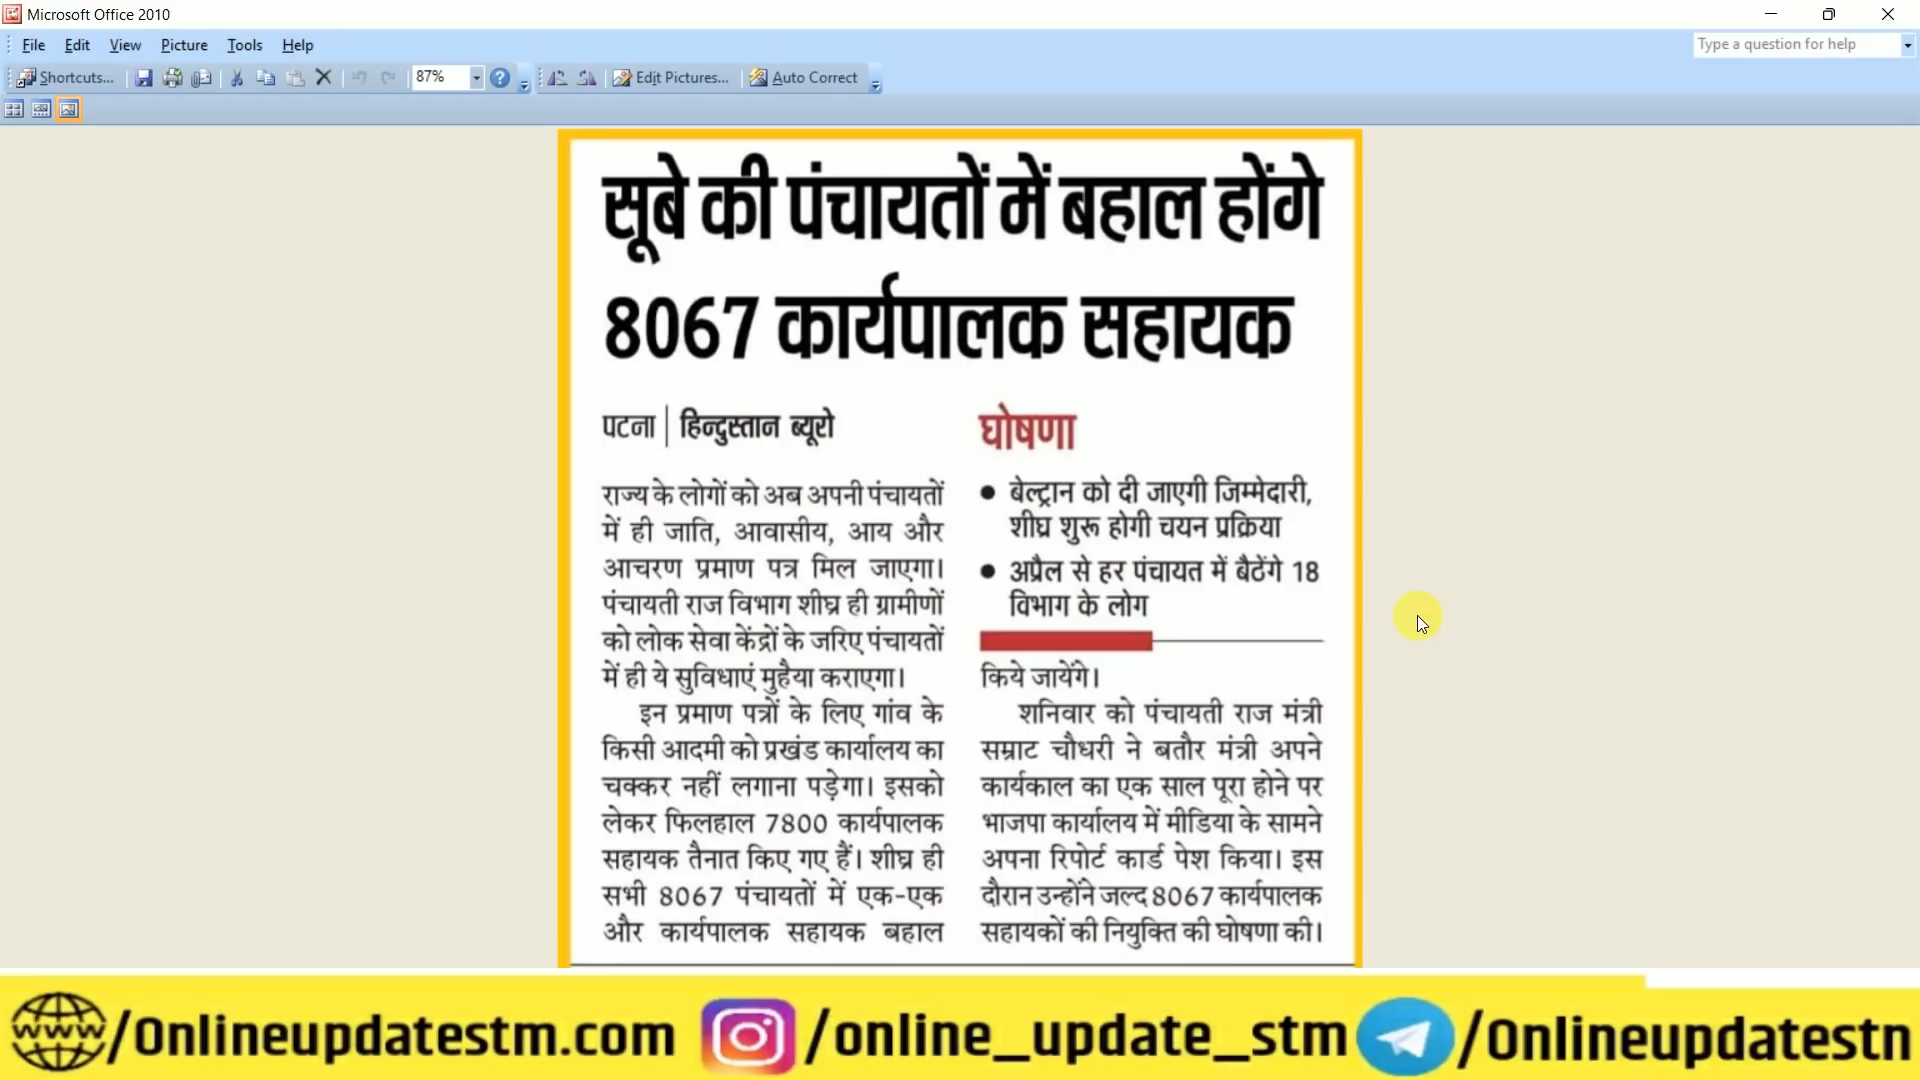 Microsoft Office 2010
File Edit View Picture Tools Help
Type a question for help
Shortcuts... 87% Edit Pictures... Auto Correct
सूबे की पंचायतों में बहाल होंगे
8067 कार्यपालक सहायक
पटना | हिन्दुस्तान ब्यूरो
राज्य के लोगों को अब अपनी पंचायतों
में ही जाति, आवासीय, आय और
आचरण प्रमाण पत्र मिल जाएगा।
पंचायती राज विभाग शीघ्र ही ग्रामीणों
को लोक सेवा केंद्रों के जरिए पंचायतों
में ही ये सुविधाएं मुहैया कराएगा।
इन प्रमाण पत्रों के लिए गांव के
किसी आदमी को प्रखंड कार्यालय का
चक्कर नहीं लगाना पड़ेगा। इसको
लेकर फिलहाल 7800 कार्यपालक
सहायक तैनात किए गए हैं। शीघ्र ही
सभी 8067 पंचायतों में एक-एक
और कार्यपालक सहायक बहाल
घोषणा
● बेल्ट्रान को दी जाएगी जिम्मेदारी,
शीघ्र शुरू होगी चयन प्रक्रिया
● अप्रैल से हर पंचायत में बैठेंगे 18
विभाग के लोग
किये जायेंगे।
शनिवार को पंचायती राज मंत्री
सम्राट चौधरी ने बतौर मंत्री अपने
कार्यकाल का एक साल पूरा होने पर
भाजपा कार्यालय में मीडिया के सामने
अपना रिपोर्ट कार्ड पेश किया। इस
दौरान उन्होंने जल्द 8067 कार्यपालक
सहायकों की नियुक्ति की घोषणा की।
www /Onlineupdatestm.com /online_update_stm /Onlineupdatestn